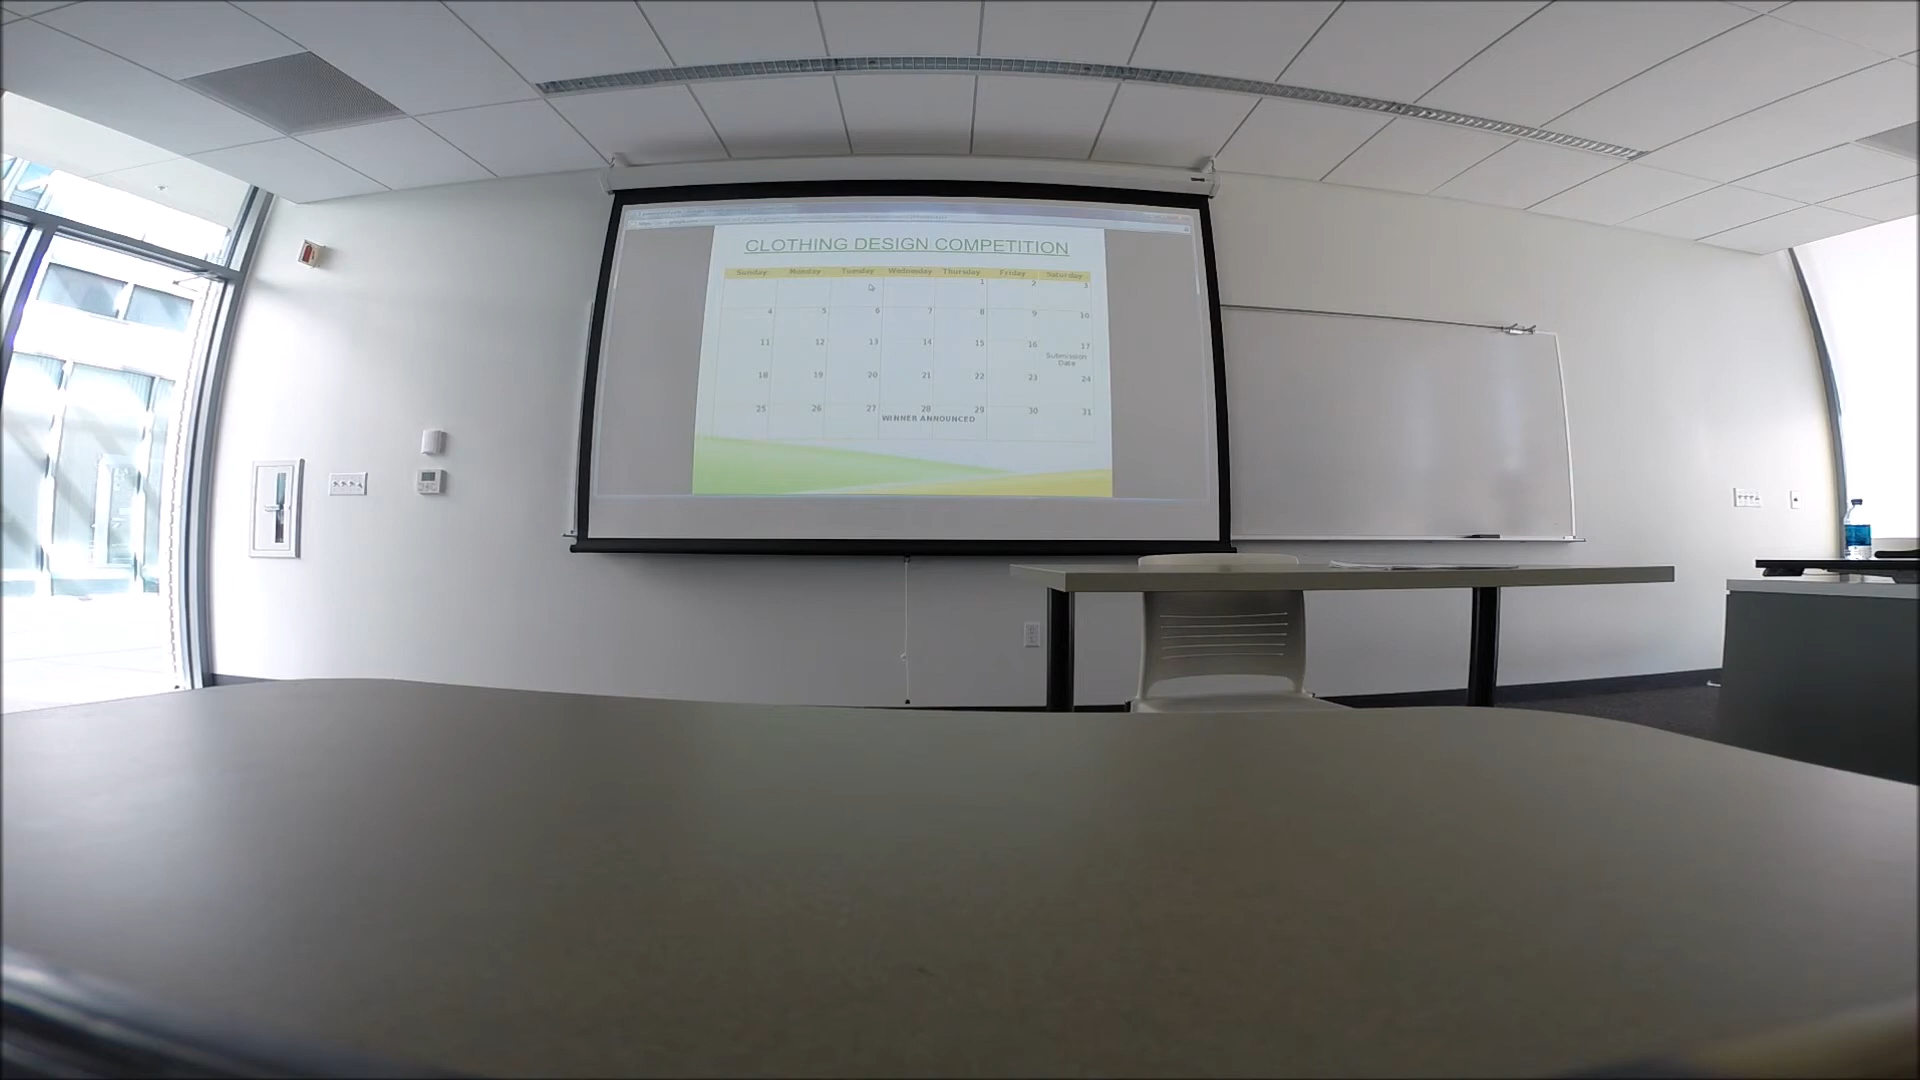 CLOTHING DESIGN COMPETITION
Sunday Monday Tuesday Wednesday Thursday Friday Saturday
1 2 3
4 5 6 7 8 9 10
11 12 13 14 15 16 17
Submission
Date
18 19 20 21 22 23 24
25 26 27 28 29 30 31
WINNER ANNOUNCED